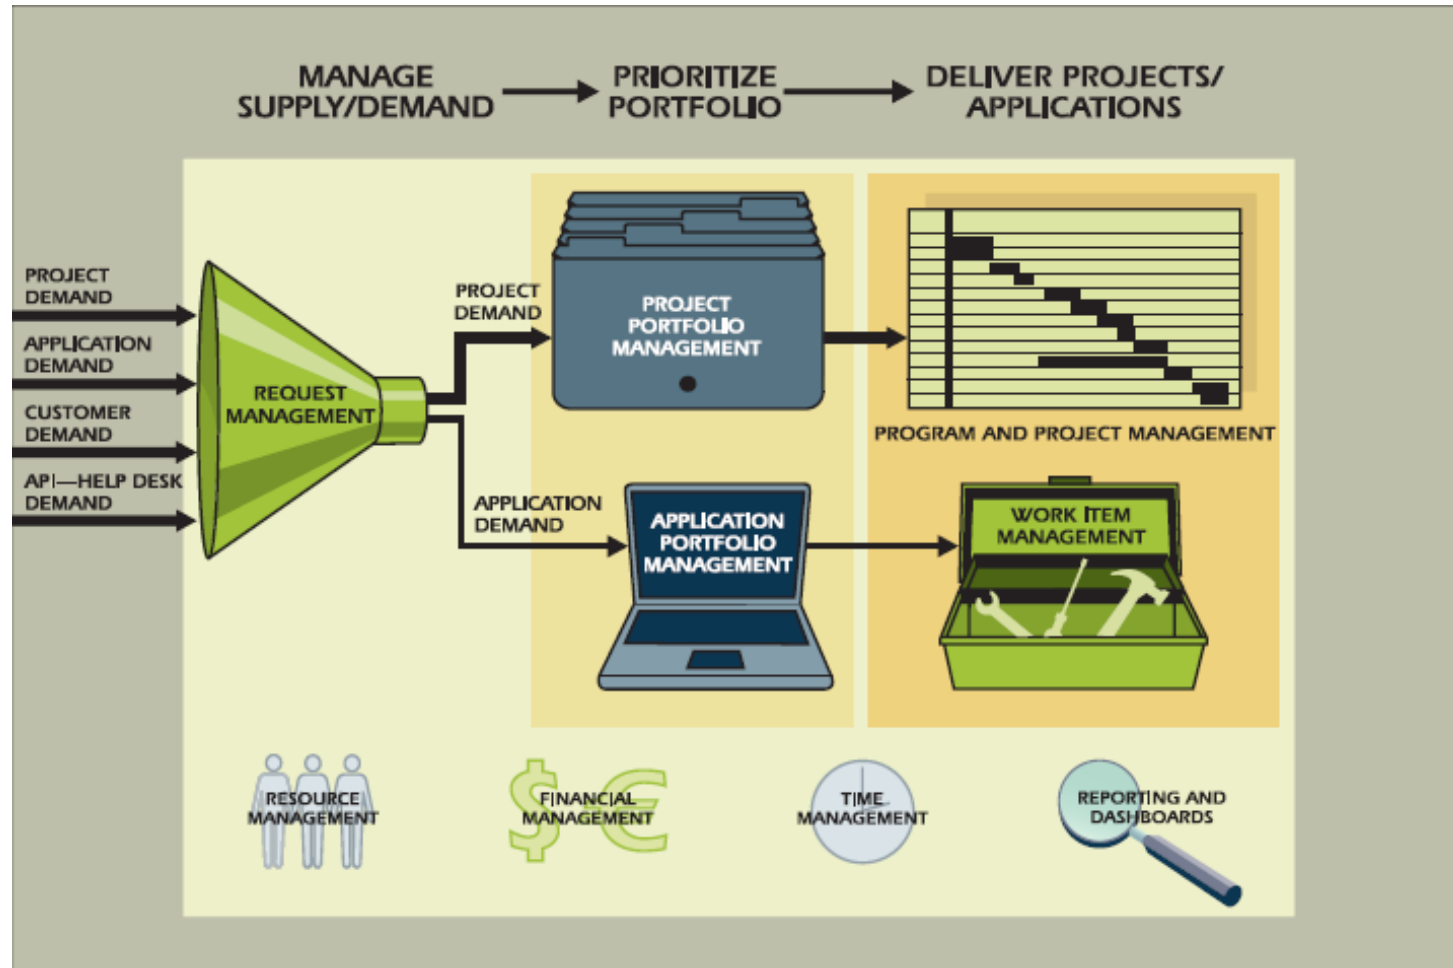 MANAGE
SUPPLY/DEMAND
PRIORITIZE
PORTFOLIO
DELIVER PROJECTS/
APPLICATIONS
PROJECT
DEMAND
APPLICATION
DEMAND
CUSTOMER
DEMAND
API—HELP DESK
DEMAND
REQUEST
MANAGEMENT
PROJECT
DEMAND
APPLICATION
DEMAND
PROJECT
PORTFOLIO
MANAGEMENT
APPLICATION
PORTFOLIO
MANAGEMENT
PROGRAM AND PROJECT MANAGEMENT
WORK ITEM
MANAGEMENT
RESOURCE
MANAGEMENT
FINANCIAL
MANAGEMENT
TIME
MANAGEMENT
REPORTING AND
DASHBOARDS